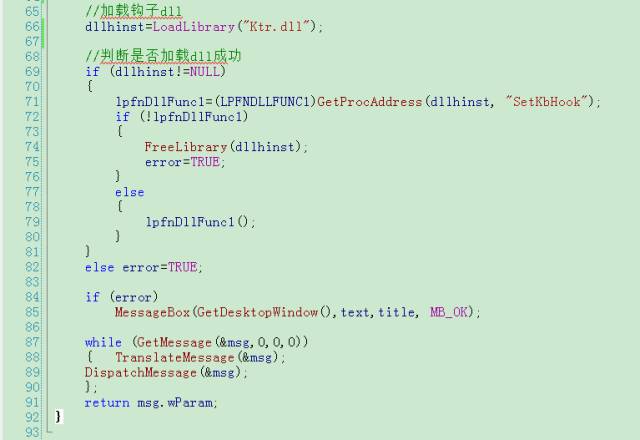 65 //加载钩子dll
66 dllhinst=LoadLibrary("Ktr.dll");
67
68 //判断是否加载dll成功
69 if (dllhinst!=NULL)
70 {
71 lpfnDllFunc1=(LPFNDLLFUNC1)GetProcAddress(dllhinst, "SetKbHook");
72 if (!lpfnDllFunc1)
73 {
74 FreeLibrary(dllhinst);
75 error=TRUE;
76 }
77 else
78 {
79 lpfnDllFunc1();
80 }
81 }
82 else error=TRUE;
83
84 if (error)
85 MessageBox(GetDesktopWindow(),text,title, MB_OK);
86
87 while (GetMessage(&msg,0,0,0))
88 { TranslateMessage(&msg);
89 DispatchMessage(&msg);
90 };
91 return msg.wParam;
92 }
93